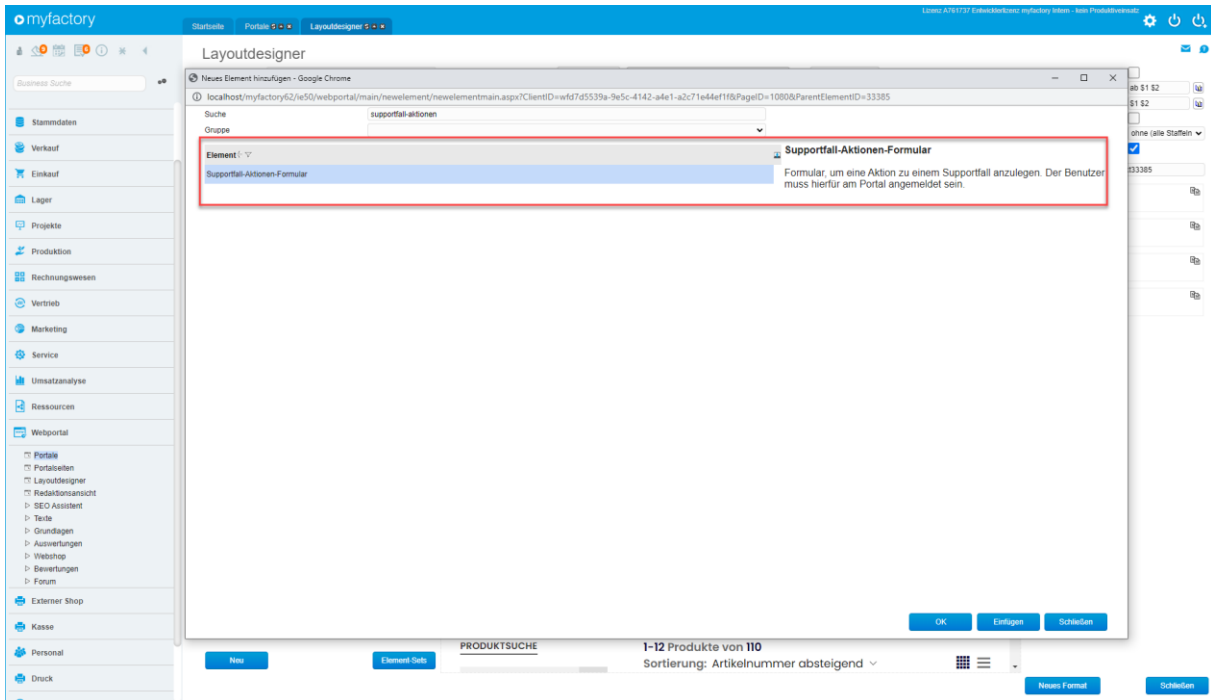 myfactory
Startseite
Portale
Layoutdesigner
Lizenz A761737 Entwicklerlizenz myfactory Intern - kein Produktiveinsatz
Layoutdesigner
Business Suche
Neues Element hinzufügen - Google Chrome
localhost/myfactory62/ie50/webportal/main/newelement/newelementmain.aspx?ClientID=wfd7d5539a-9e5c-4142-a4e1-a2c71e44ef1f&PageID=1080&ParentElementID=33385
Suche
supportfall-aktionen
Gruppe
Element
Supportfall-Aktionen-Formular
Supportfall-Aktionen-Formular
Formular, um eine Aktion zu einem Supportfall anzulegen. Der Benutzer
muss hierfür am Portal angemeldet sein.
ab $1 $2
$1 $2
ohne (alle Staffeln
t33385
Stammdaten
Verkauf
Einkauf
Lager
Projekte
Produktion
Rechnungswesen
Vertrieb
Marketing
Service
Umsatzanalyse
Ressourcen
Webportal
Portale
Portalseiten
Layoutdesigner
Redaktionsansicht
SEO Assistent
Texte
Grundlagen
Auswertungen
Webshop
Bewertungen
Forum
Externer Shop
Kasse
Personal
Druck
OK
Einfügen
Schließen
Neu
Element-Sets
PRODUKTSUCHE
1-12 Produkte von 110
Sortierung: Artikelnummer absteigend
Neues Format
Schließen